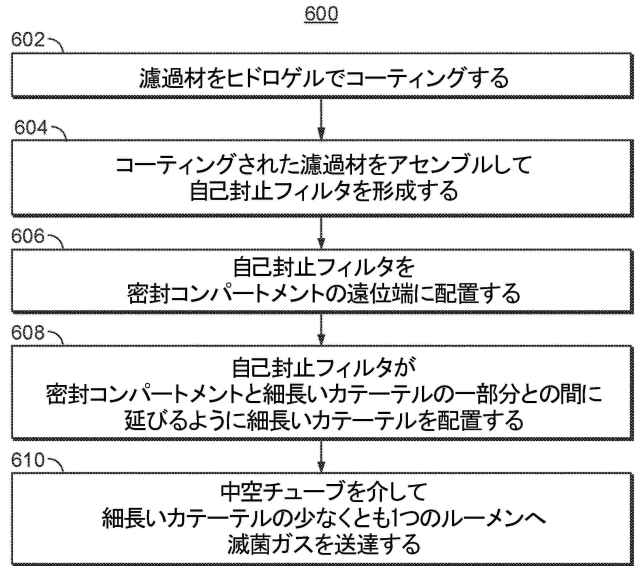 600
602
濾過材をヒドロゲルでコーティングする
604
コーティングされた濾過材をアセンブルして
自己封止フィルタを形成する
606
自己封止フィルタを
密封コンパートメントの遠位端に配置する
608
自己封止フィルタが
密封コンパートメントと細長いカテーテルの一部分との間に
延びるように細長いカテーテルを配置する
610
中空チューブを介して
細長いカテーテルの少なくとも1つのルーメンへ
滅菌ガスを送達する